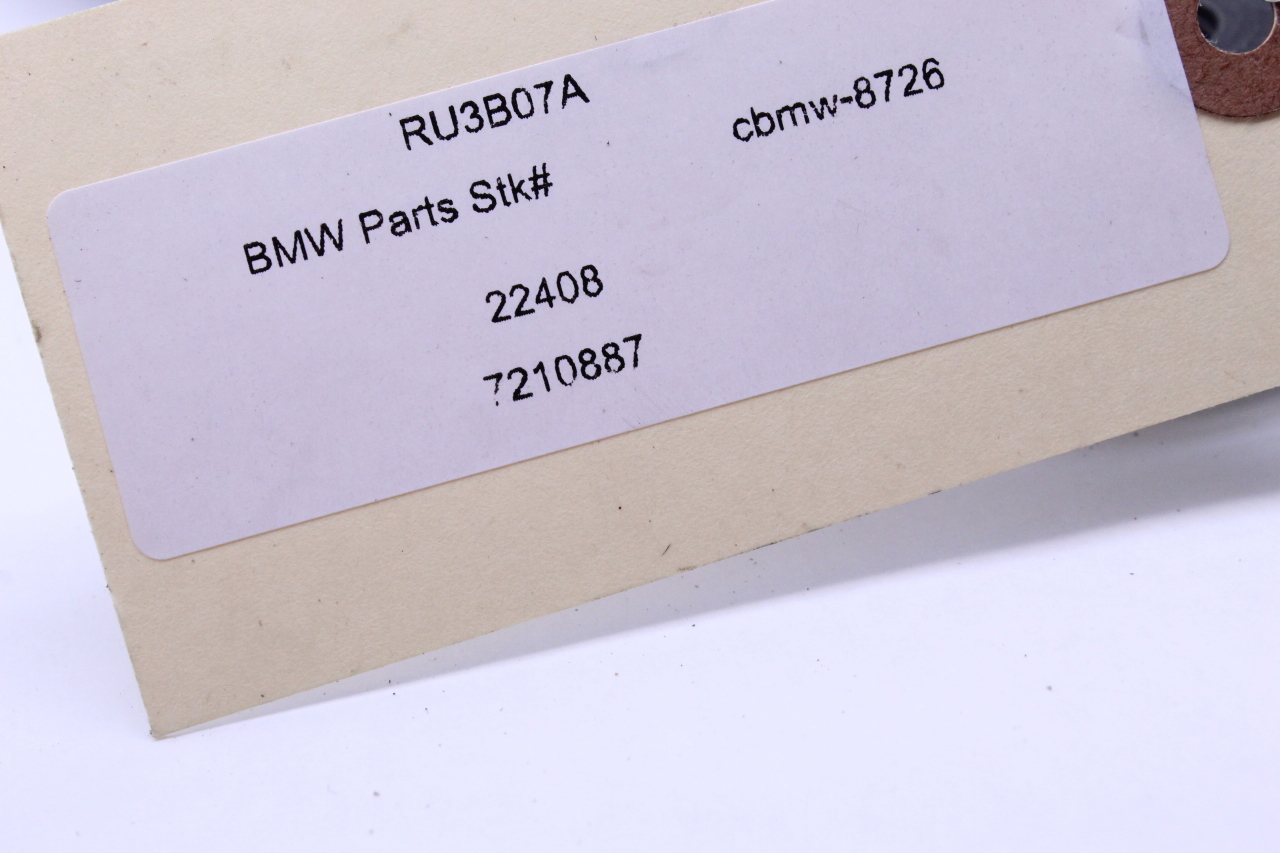 RU3B07A
cbmw-8726
BMW Parts Stk#
22408
7210887